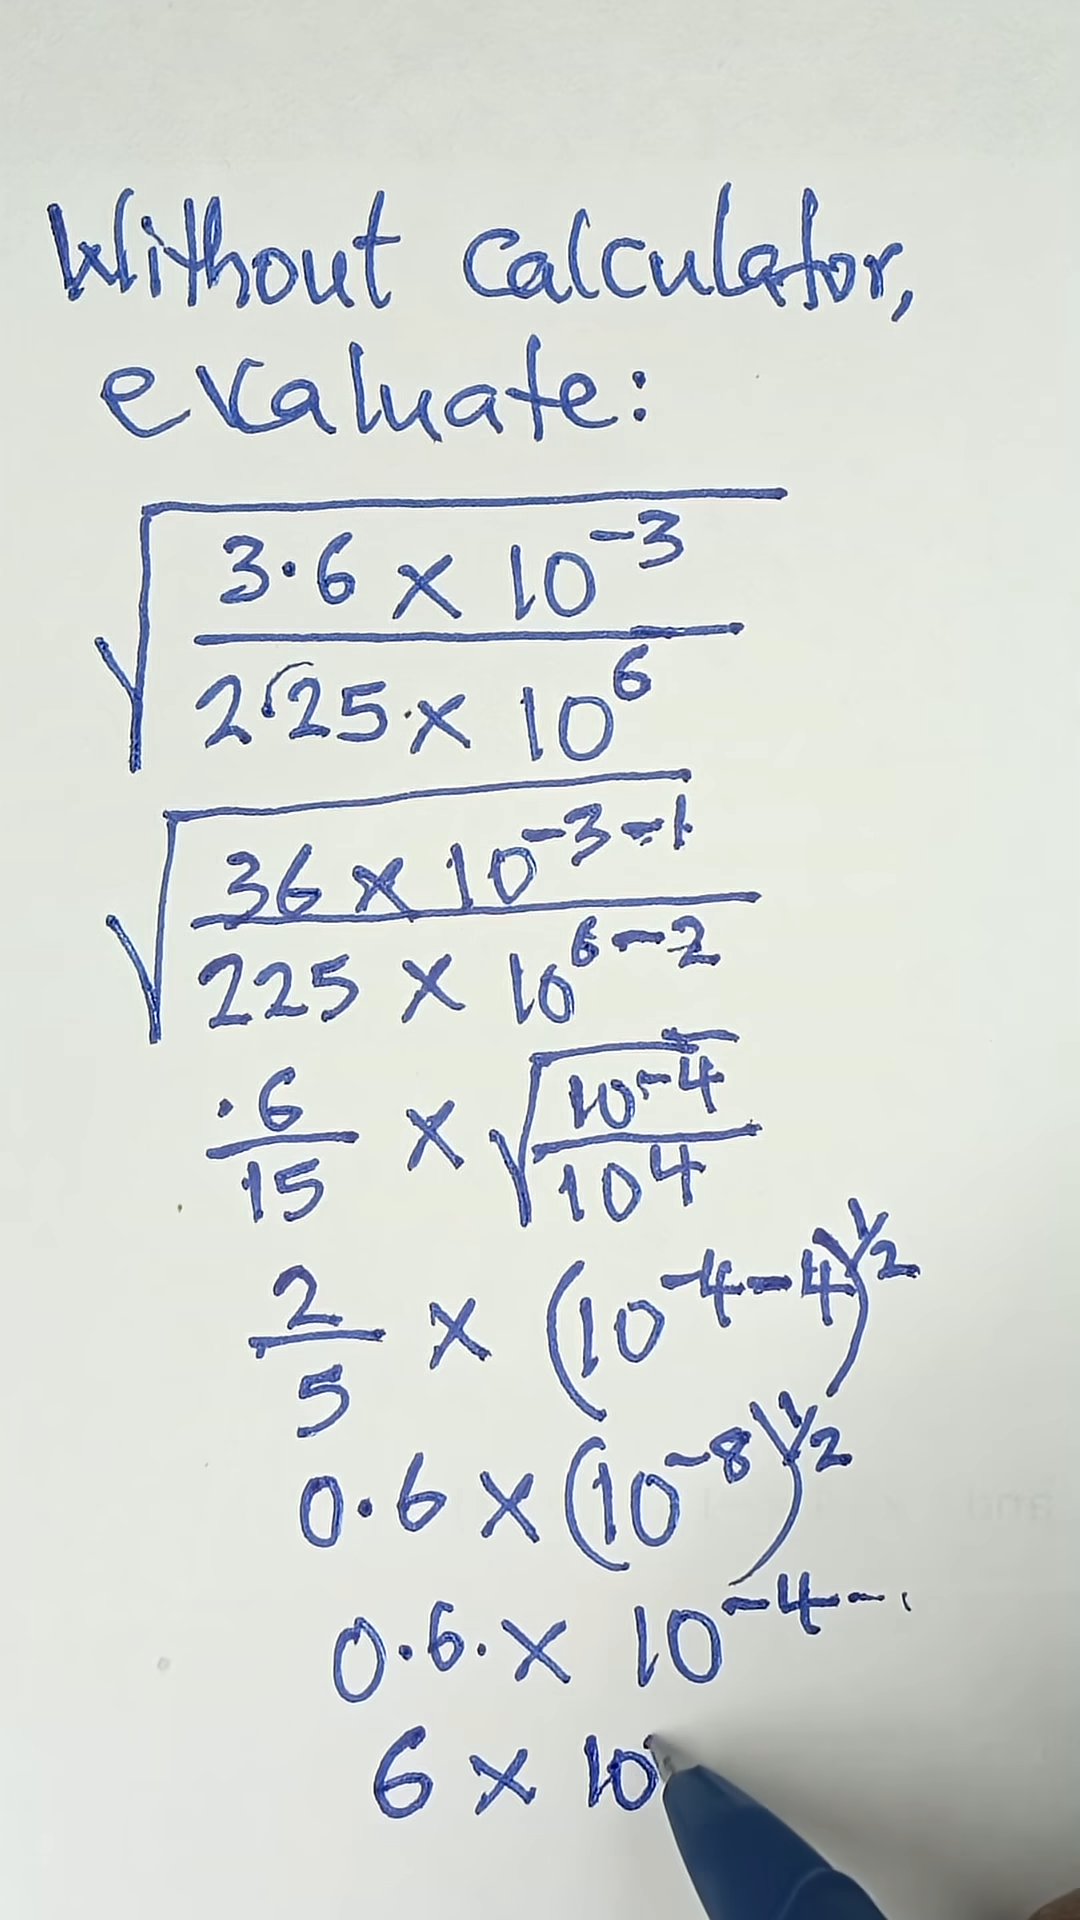 Without calculator,
evaluate:
√(3.6 × 10⁻³
2.25 × 10⁶)
√(36 × 10⁻³⁻¹
225 × 10⁶⁻²)
6/15 × √(10⁻⁴/10⁴)
2/5 × (10⁻⁴⁻⁴)^½
0.6 × (10⁻⁸)^½
0.6 × 10⁻⁴⁻
6 × 10